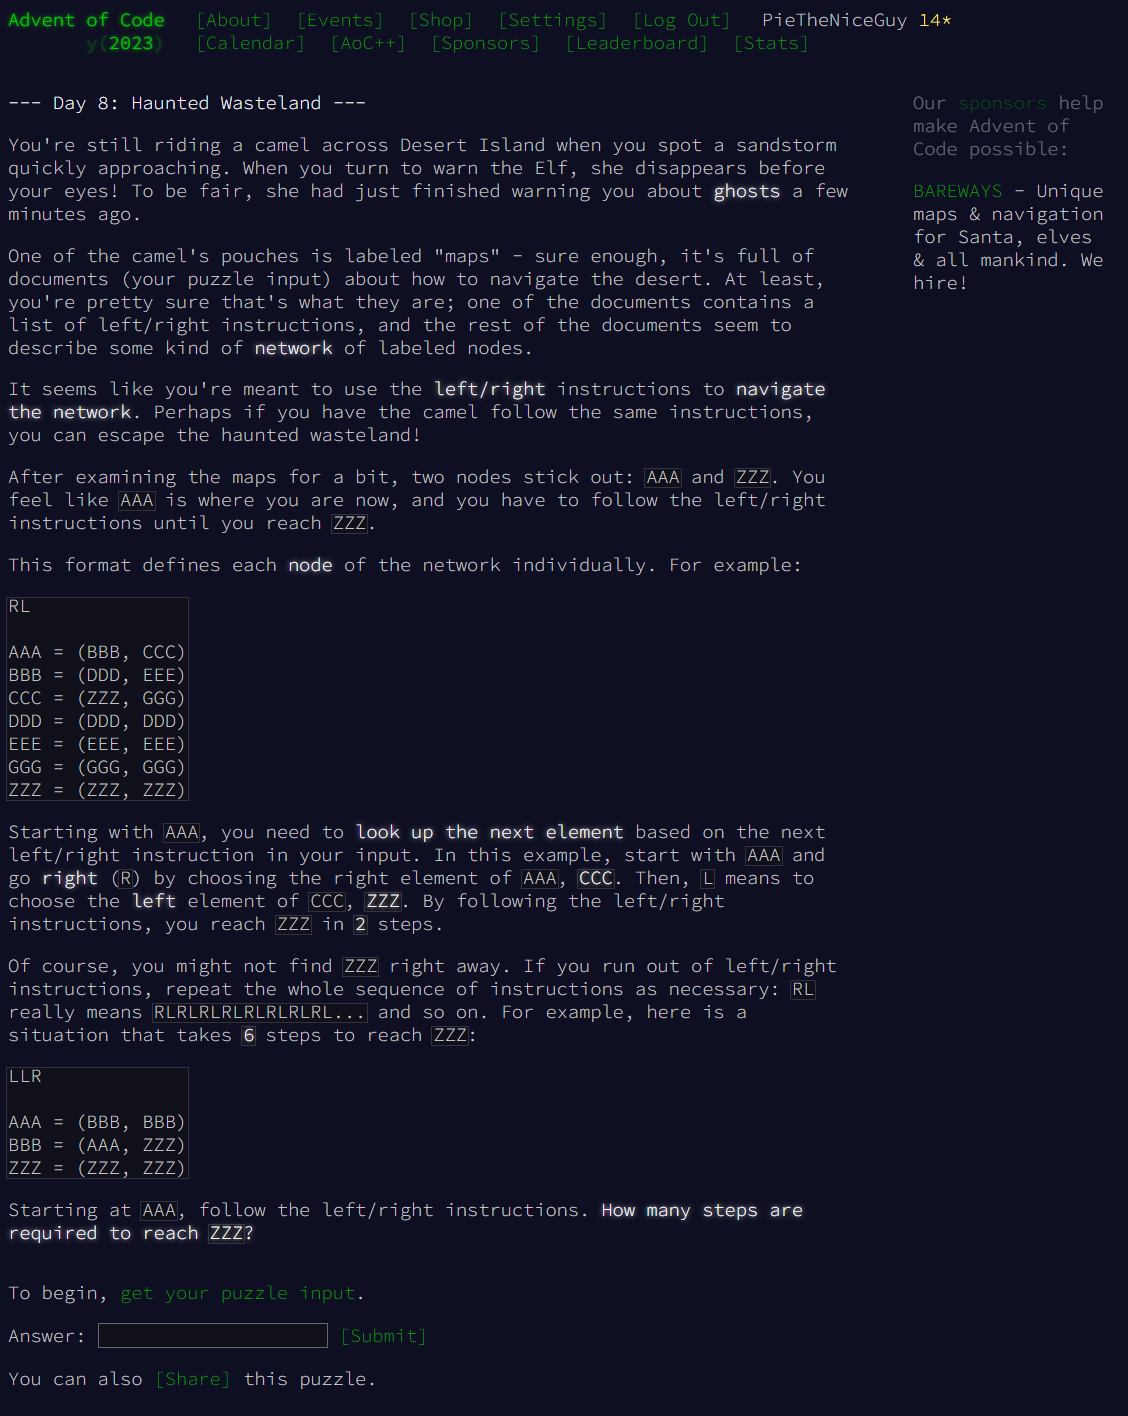 Advent of Code [About] [Events] [Shop] [Settings] [Log Out] PieTheNiceGuy 14*
y(2023) [Calendar] [AoC++] [Sponsors] [Leaderboard] [Stats]
--- Day 8: Haunted Wasteland ---
You're still riding a camel across Desert Island when you spot a sandstorm
quickly approaching. When you turn to warn the Elf, she disappears before
your eyes! To be fair, she had just finished warning you about ghosts a few
minutes ago.
One of the camel's pouches is labeled "maps" - sure enough, it's full of
documents (your puzzle input) about how to navigate the desert. At least,
you're pretty sure that's what they are; one of the documents contains a
list of left/right instructions, and the rest of the documents seem to
describe some kind of network of labeled nodes.
It seems like you're meant to use the left/right instructions to navigate
the network. Perhaps if you have the camel follow the same instructions,
you can escape the haunted wasteland!
After examining the maps for a bit, two nodes stick out: AAA and ZZZ. You
feel like AAA is where you are now, and you have to follow the left/right
instructions until you reach ZZZ.
This format defines each node of the network individually. For example:
RL
AAA = (BBB, CCC)
BBB = (DDD, EEE)
CCC = (ZZZ, GGG)
DDD = (DDD, DDD)
EEE = (EEE, EEE)
GGG = (GGG, GGG)
ZZZ = (ZZZ, ZZZ)
Starting with AAA, you need to look up the next element based on the next
left/right instruction in your input. In this example, start with AAA and
go right (R) by choosing the right element of AAA, CCC. Then, L means to
choose the left element of CCC, ZZZ. By following the left/right
instructions, you reach ZZZ in 2 steps.
Of course, you might not find ZZZ right away. If you run out of left/right
instructions, repeat the whole sequence of instructions as necessary: RL
really means RLRLRLRLRLRLRLRL... and so on. For example, here is a
situation that takes 6 steps to reach ZZZ:
LLR
AAA = (BBB, BBB)
BBB = (AAA, ZZZ)
ZZZ = (ZZZ, ZZZ)
Starting at AAA, follow the left/right instructions. How many steps are
required to reach ZZZ?
To begin, get your puzzle input.
Answer: [Submit]
You can also [Share] this puzzle.
Our sponsors help
make Advent of
Code possible:
BAREWAYS - Unique
maps & navigation
for Santa, elves
& all mankind. We
hire!